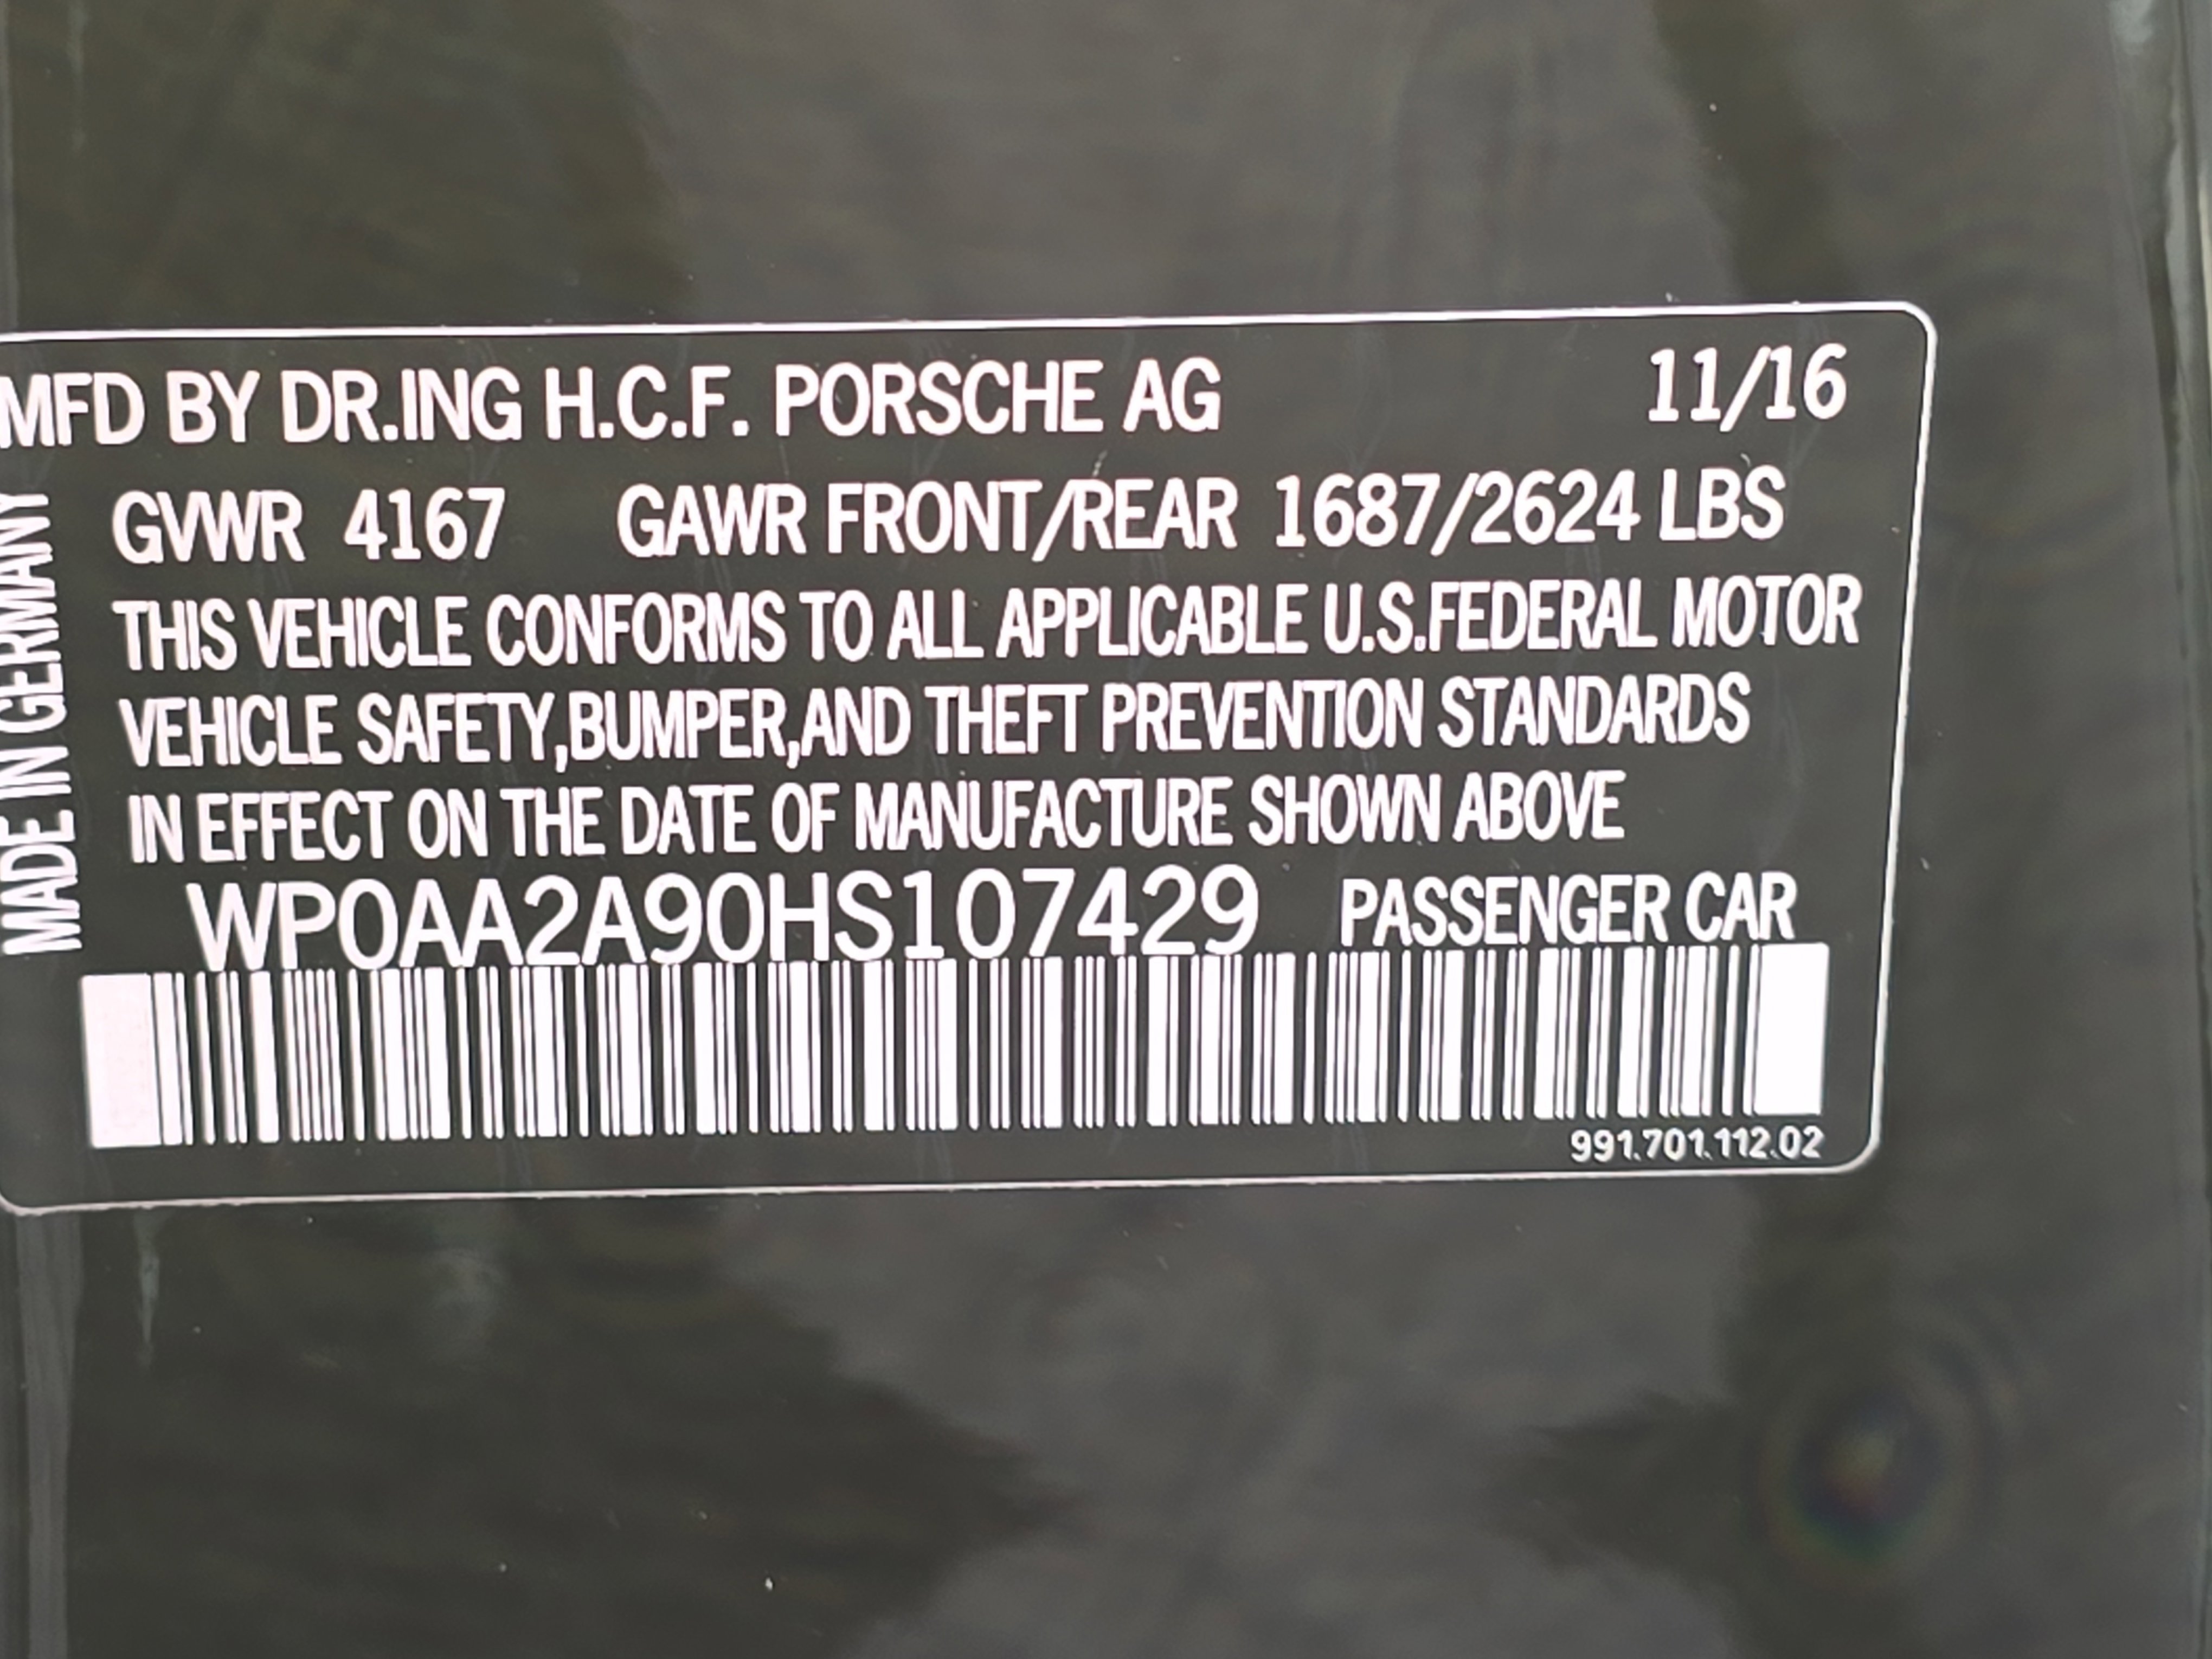 MFD BY DR.ING H.C.F. PORSCHE AG 11/16
GVWR 4167 GAWR FRONT/REAR 1687/2624 LBS
THIS VEHICLE CONFORMS TO ALL APPLICABLE U.S.FEDERAL MOTOR
VEHICLE SAFETY,BUMPER,AND THEFT PREVENTION STANDARDS
IN EFFECT ON THE DATE OF MANUFACTURE SHOWN ABOVE
WP0AA2A90HS107429 PASSENGER CAR
991.701.112.02
MADE IN GERMANY